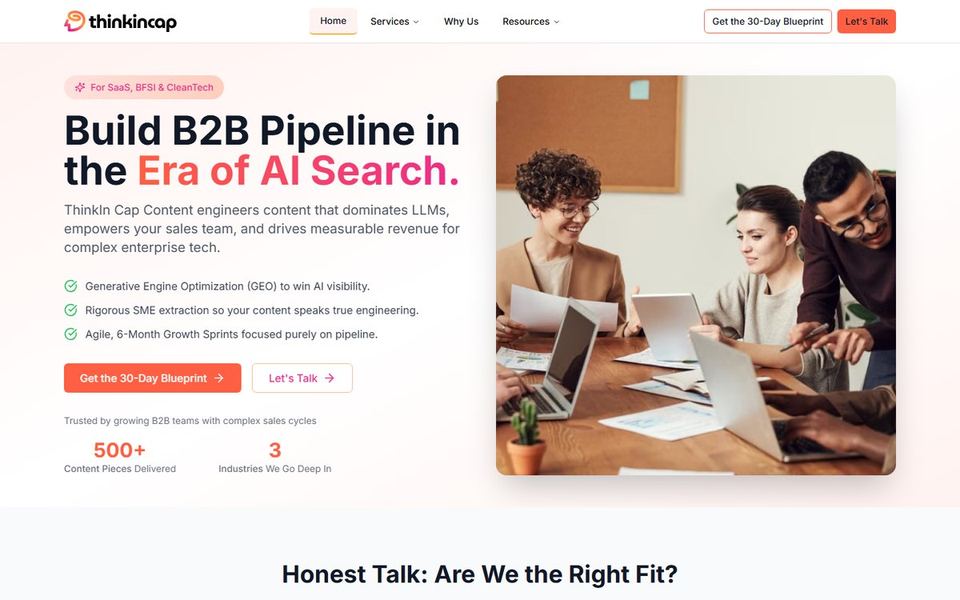 thinkincap
Home
Services
Why Us
Resources
Get the 30-Day Blueprint
Let's Talk
For SaaS, BFSI & CleanTech
Build B2B Pipeline in
the Era of AI Search.
ThinkIn Cap Content engineers content that dominates LLMs,
empowers your sales team, and drives measurable revenue for
complex enterprise tech.
Generative Engine Optimization (GEO) to win AI visibility.
Rigorous SME extraction so your content speaks true engineering.
Agile, 6-Month Growth Sprints focused purely on pipeline.
Get the 30-Day Blueprint
Let's Talk
Trusted by growing B2B teams with complex sales cycles
500+
Content Pieces Delivered
3
Industries We Go Deep In
Honest Talk: Are We the Right Fit?